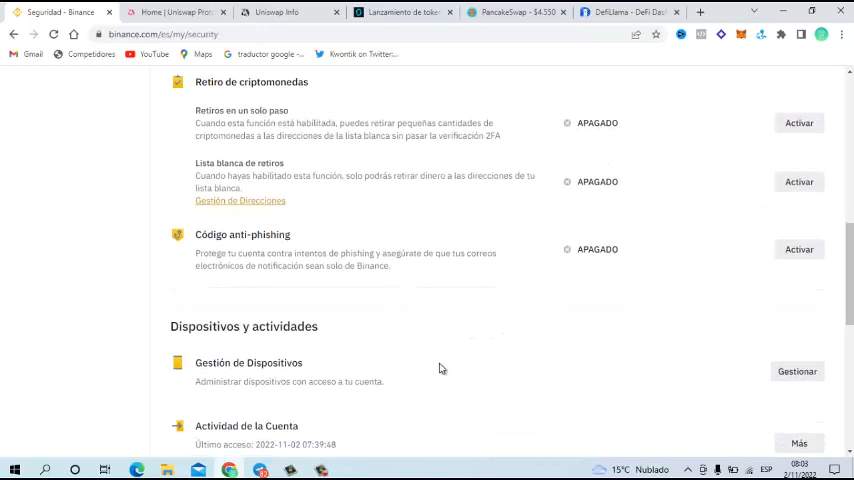 Seguridad - Binance
Home | Uniswap Proto
Uniswap Info
Lanzamiento de token
PancakeSwap - $4.550
DefiLlama - DeFi Dash
binance.com/es/my/security
Gmail
Competidores
YouTube
Maps
traductor google -...
Kwontik on Twitter:...
Retiro de criptomonedas
Retiros en un solo paso
Cuando esta función está habilitada, puedes retirar pequeñas cantidades de
criptomonedas a las direcciones de la lista blanca sin pasar la verificación 2FA
APAGADO
Activar
Lista blanca de retiros
Cuando hayas habilitado esta función, solo podrás retirar dinero a las direcciones de tu
lista blanca.
Gestión de Direcciones
APAGADO
Activar
Código anti-phishing
Protege tu cuenta contra intentos de phishing y asegúrate de que tus correos
electrónicos de notificación sean solo de Binance.
APAGADO
Activar
Dispositivos y actividades
Gestión de Dispositivos
Administrar dispositivos con acceso a tu cuenta.
Gestionar
Actividad de la Cuenta
Último acceso: 2022-11-02 07:39:48
Más
15°C Nublado
ESP
08:03
2/11/2022